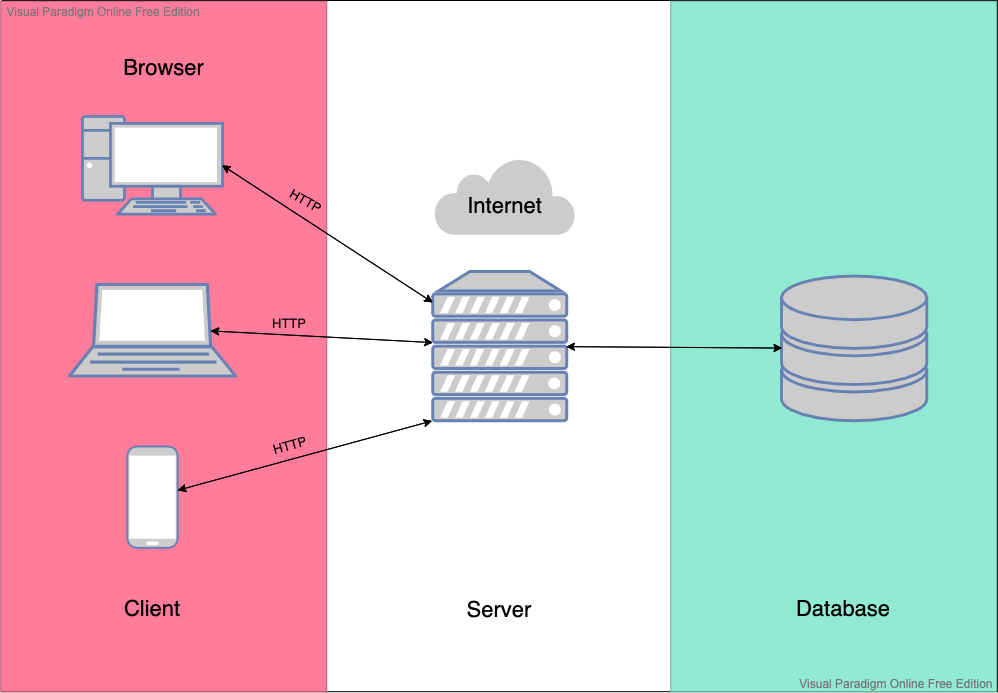 Visual Paradigm Online Free Edition
Browser
HTTP
Internet
HTTP
HTTP
Client
Server
Database
Visual Paradigm Online Free Edition